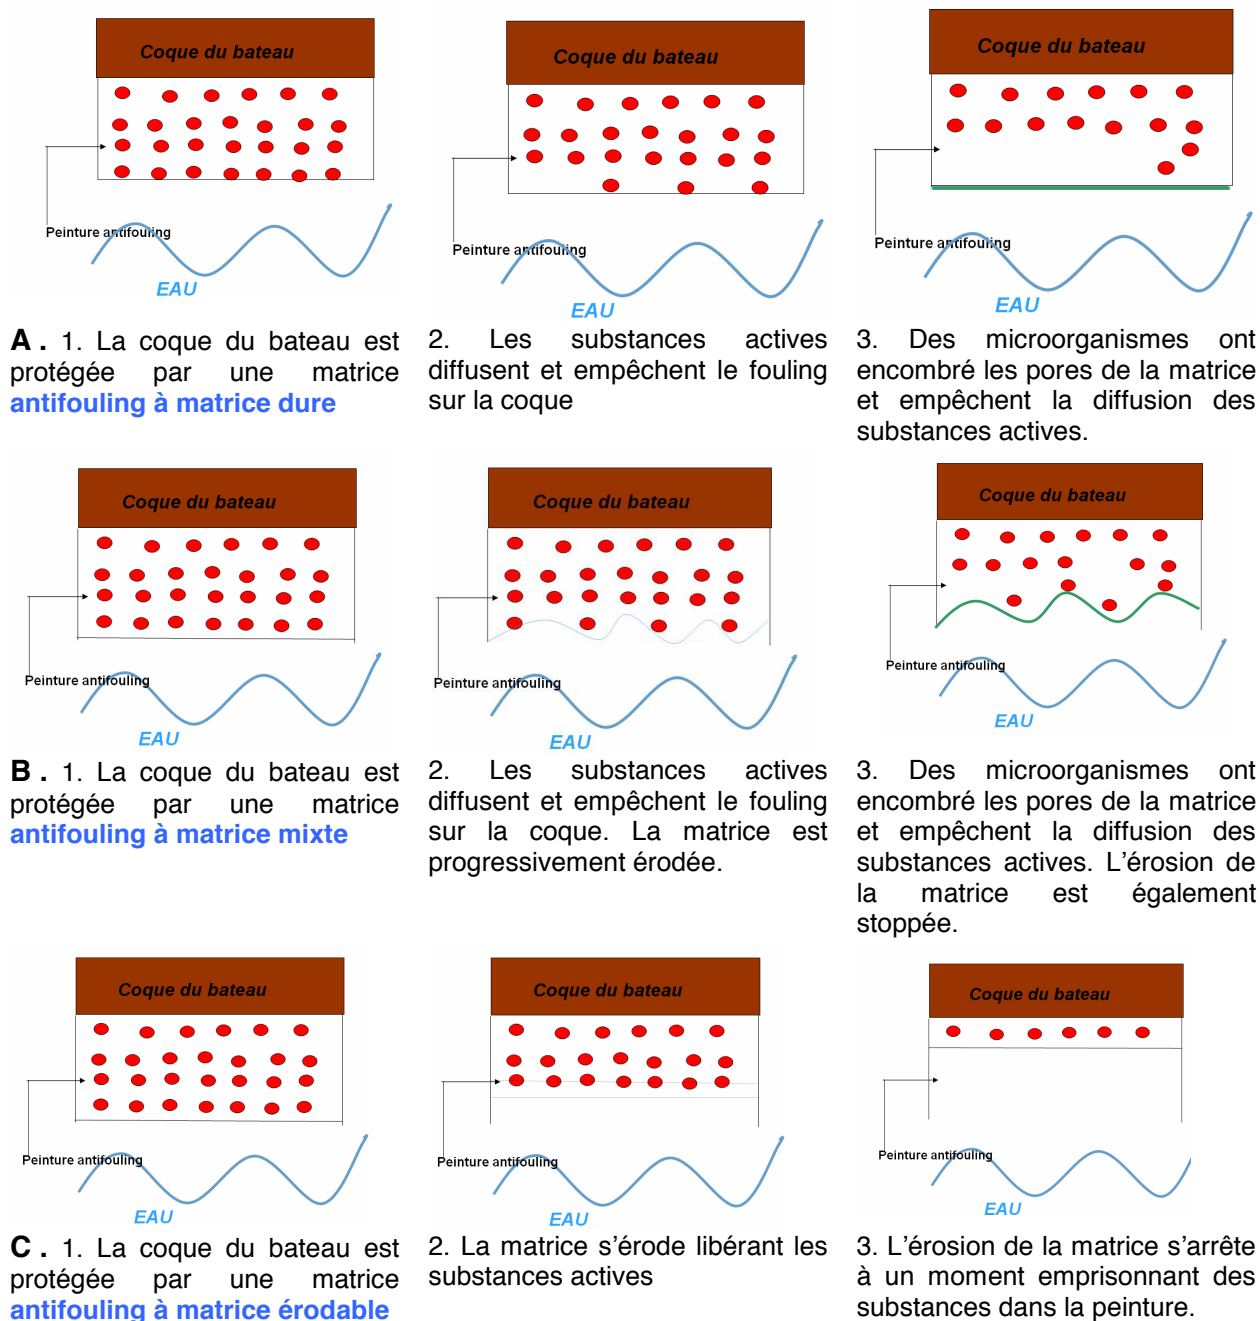 Coque du bateau
Coque du bateau
Coque du bateau
Peinture antifouling
Peinture antifouling
Peinture antifouling
EAU
EAU
EAU
A . 1. La coque du bateau est
protégée par une matrice
antifouling à matrice dure
2. Les substances actives
diffusent et empêchent le fouling
sur la coque
3. Des microorganismes ont
encombré les pores de la matrice
et empêchent la diffusion des
substances actives.
Coque du bateau
Coque du bateau
Coque du bateau
Peinture antifouling
Peinture antifouling
Peinture antifouling
EAU
EAU
EAU
B . 1. La coque du bateau est
protégée par une matrice
antifouling à matrice mixte
2. Les substances actives
diffusent et empêchent le fouling
sur la coque. La matrice est
progressivement érodée.
3. Des microorganismes ont
encombré les pores de la matrice
et empêchent la diffusion des
substances actives. L’érosion de
la matrice est également
stoppée.
Coque du bateau
Coque du bateau
Coque du bateau
Peinture antifouling
Peinture antifouling
Peinture antifouling
EAU
EAU
EAU
C . 1. La coque du bateau est
protégée par une matrice
antifouling à matrice érodable
2. La matrice s’érode libérant les
substances actives
3. L’érosion de la matrice s’arrête
à un moment emprisonnant des
substances dans la peinture.